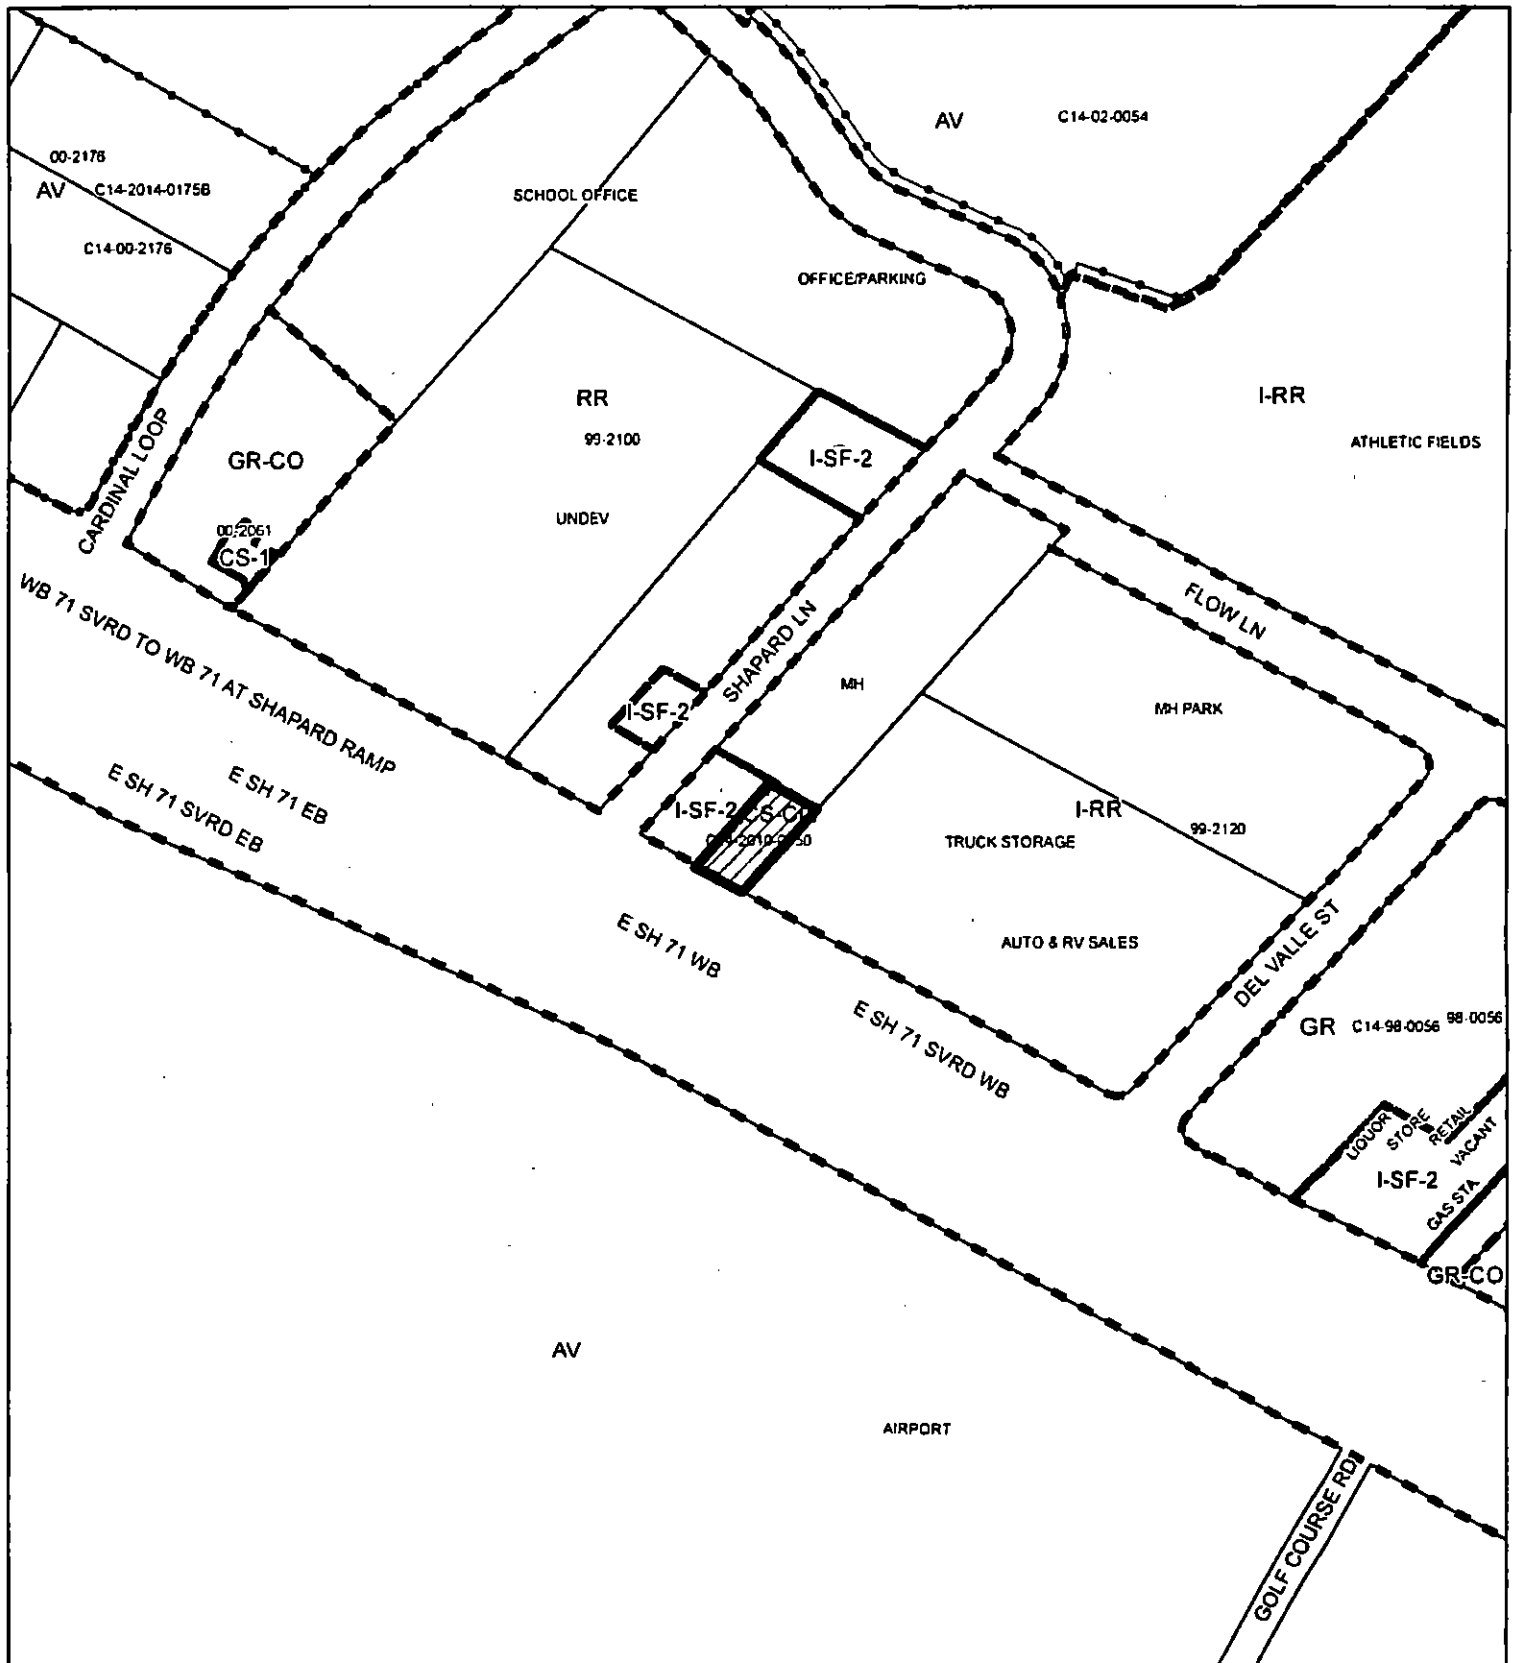 AV
C14-02-0054
00-2176
AV
C14-2014-0175B
SCHOOL OFFICE
C14-00-2176
OFFICE/PARKING
RR
I-RR
99-2100
ATHLETIC FIELDS
GR-CO
I-SF-2
CARDINAL LOOP
UNDEV
00-2061
CS-1
WB 71 SVRD TO WB 71 AT SHAPARD RAMP
FLOW LN
SHAPARD LN
MH
MH PARK
I-SF-2
E SH 71 EB
E SH 71 SVRD EB
I-SF-2
I-RR
99-2120
TRUCK STORAGE
E SH 71 WB
AUTO & RV SALES
DEL VALLE ST
E SH 71 SVRD WB
GR
C14-98-0056
98-0056
LIQUOR
STORE
RETAIL
VACANT
I-SF-2
GAS STA
GR-CO
AV
AIRPORT
GOLF COURSE RD